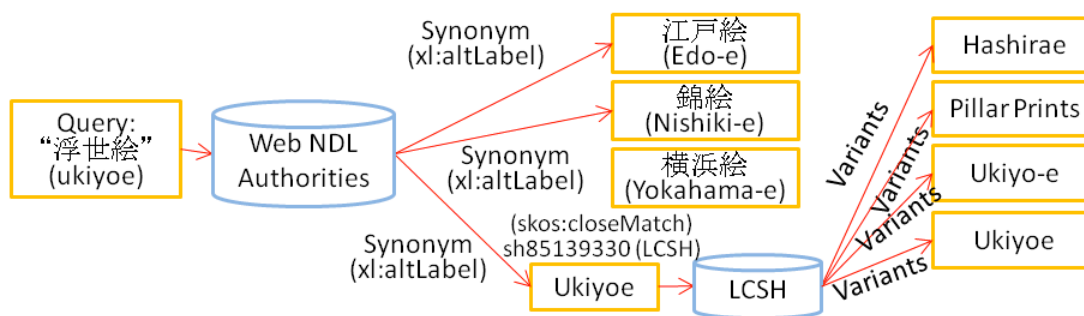 Query:
“浮世絵”
(ukiyoe)
Web NDL
Authorities
Synonym
(xl:altLabel)
江戸絵
(Edo-e)
Synonym
(xl:altLabel)
錦絵
(Nishiki-e)
横浜絵
(Yokahama-e)
Synonym
(xl:altLabel)
(skos:closeMatch)
sh85139330 (LCSH)
Ukiyoe
LCSH
Variants
Hashirae
Variants
Pillar Prints
Variants
Ukiyo-e
Variants
Ukiyoe